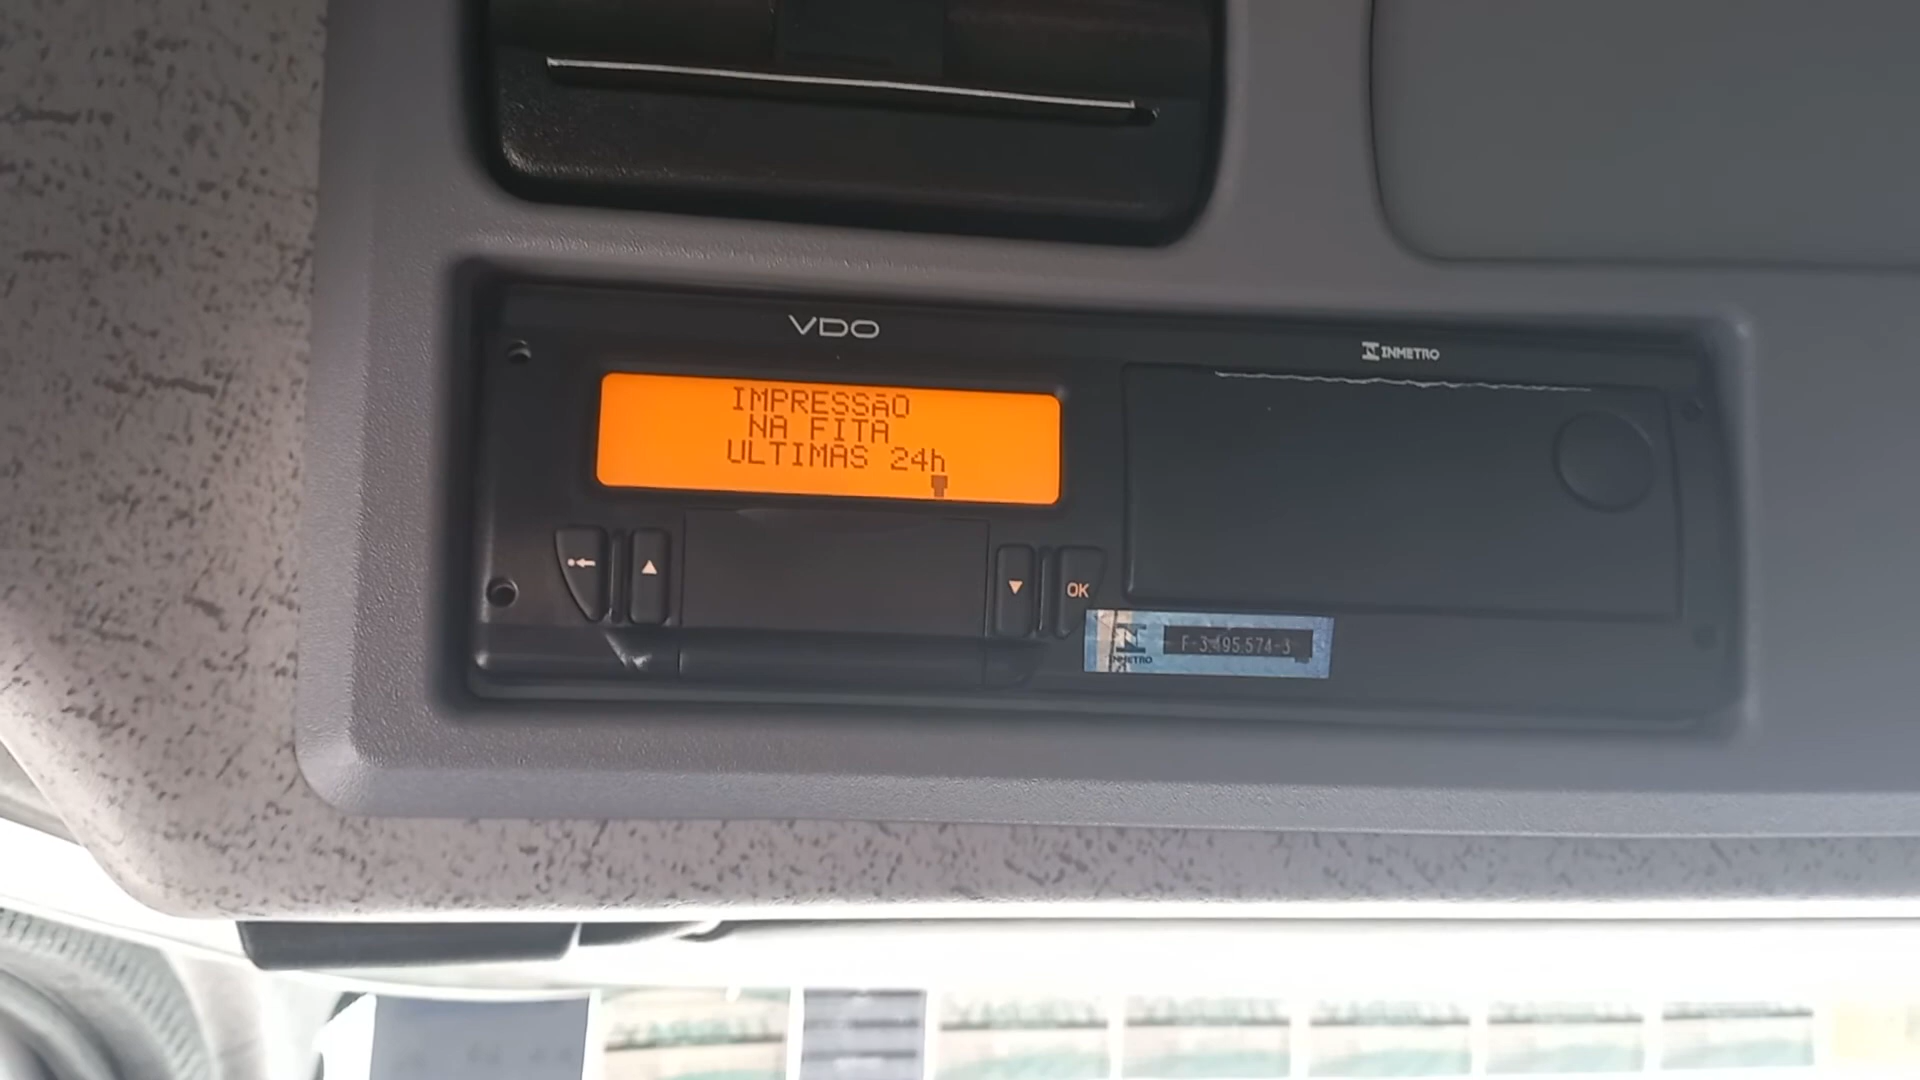 VDO
INMETRO
IMPRESSÃO
NA FITA
ULTIMAS 24h
OK
INMETRO
F-3.495.574-3